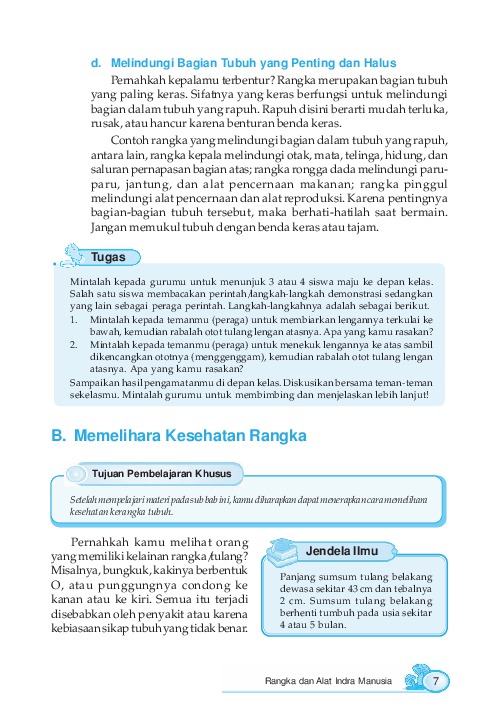 d. Melindungi Bagian Tubuh yang Penting dan Halus
Pernahkah kepalamu terbentur? Rangka merupakan bagian tubuh
yang paling keras. Sifatnya yang keras berfungsi untuk melindungi
bagian dalam tubuh yang rapuh. Rapuh disini berarti mudah terluka,
rusak, atau hancur karena benturan benda keras.
Contoh rangka yang melindungi bagian dalam tubuh yang rapuh,
antara lain, rangka kepala melindungi otak, mata, telinga, hidung, dan
saluran pernapasan bagian atas; rangka rongga dada melindungi paru-
paru, jantung, dan alat pencernaan makanan; rangka pinggul
melindungi alat pencernaan dan alat reproduksi. Karena pentingnya
bagian-bagian tubuh tersebut, maka berhati-hatilah saat bermain.
Jangan memukul tubuh dengan benda keras atau tajam.
Tugas
Mintalah kepada gurumu untuk menunjuk 3 atau 4 siswa maju ke depan kelas.
Salah satu siswa membacakan perintah/langkah-langkah demonstrasi sedangkan
yang lain sebagai peraga perintah. Langkah-langkahnya adalah sebagai berikut.
1. Mintalah kepada temanmu (peraga) untuk membiarkan lengannya terkulai ke
bawah, kemudian rabalah otot tulang lengan atasnya. Apa yang kamu rasakan?
2. Mintalah kepada temanmu (peraga) untuk menekuk lengannya ke atas sambil
dikencangkan ototnya (menggenggam), kemudian rabalah otot tulang lengan
atasnya. Apa yang kamu rasakan?
Sampaikan hasil pengamatanmu di depan kelas. Diskusikan bersama teman-teman
sekelasmu. Mintalah gurumu untuk membimbing dan menjelaskan lebih lanjut!
B. Memelihara Kesehatan Rangka
Tujuan Pembelajaran Khusus
Setelah mempelajari materi pada sub bab ini, kamu diharapkan dapat menerapkan cara memelihara
kesehatan kerangka tubuh.
Pernahkah kamu melihat orang
yang memiliki kelainan rangka /tulang?
Misalnya, bungkuk, kakinya berbentuk
O, atau punggungnya condong ke
kanan atau ke kiri. Semua itu terjadi
disebabkan oleh penyakit atau karena
kebiasaan sikap tubuh yang tidak benar.
Jendela Ilmu
Panjang sumsum tulang belakang
dewasa sekitar 43 cm dan tebalnya
2 cm. Sumsum tulang belakang
berhenti tumbuh pada usia sekitar
4 atau 5 bulan.
Rangka dan Alat Indra Manusia 7